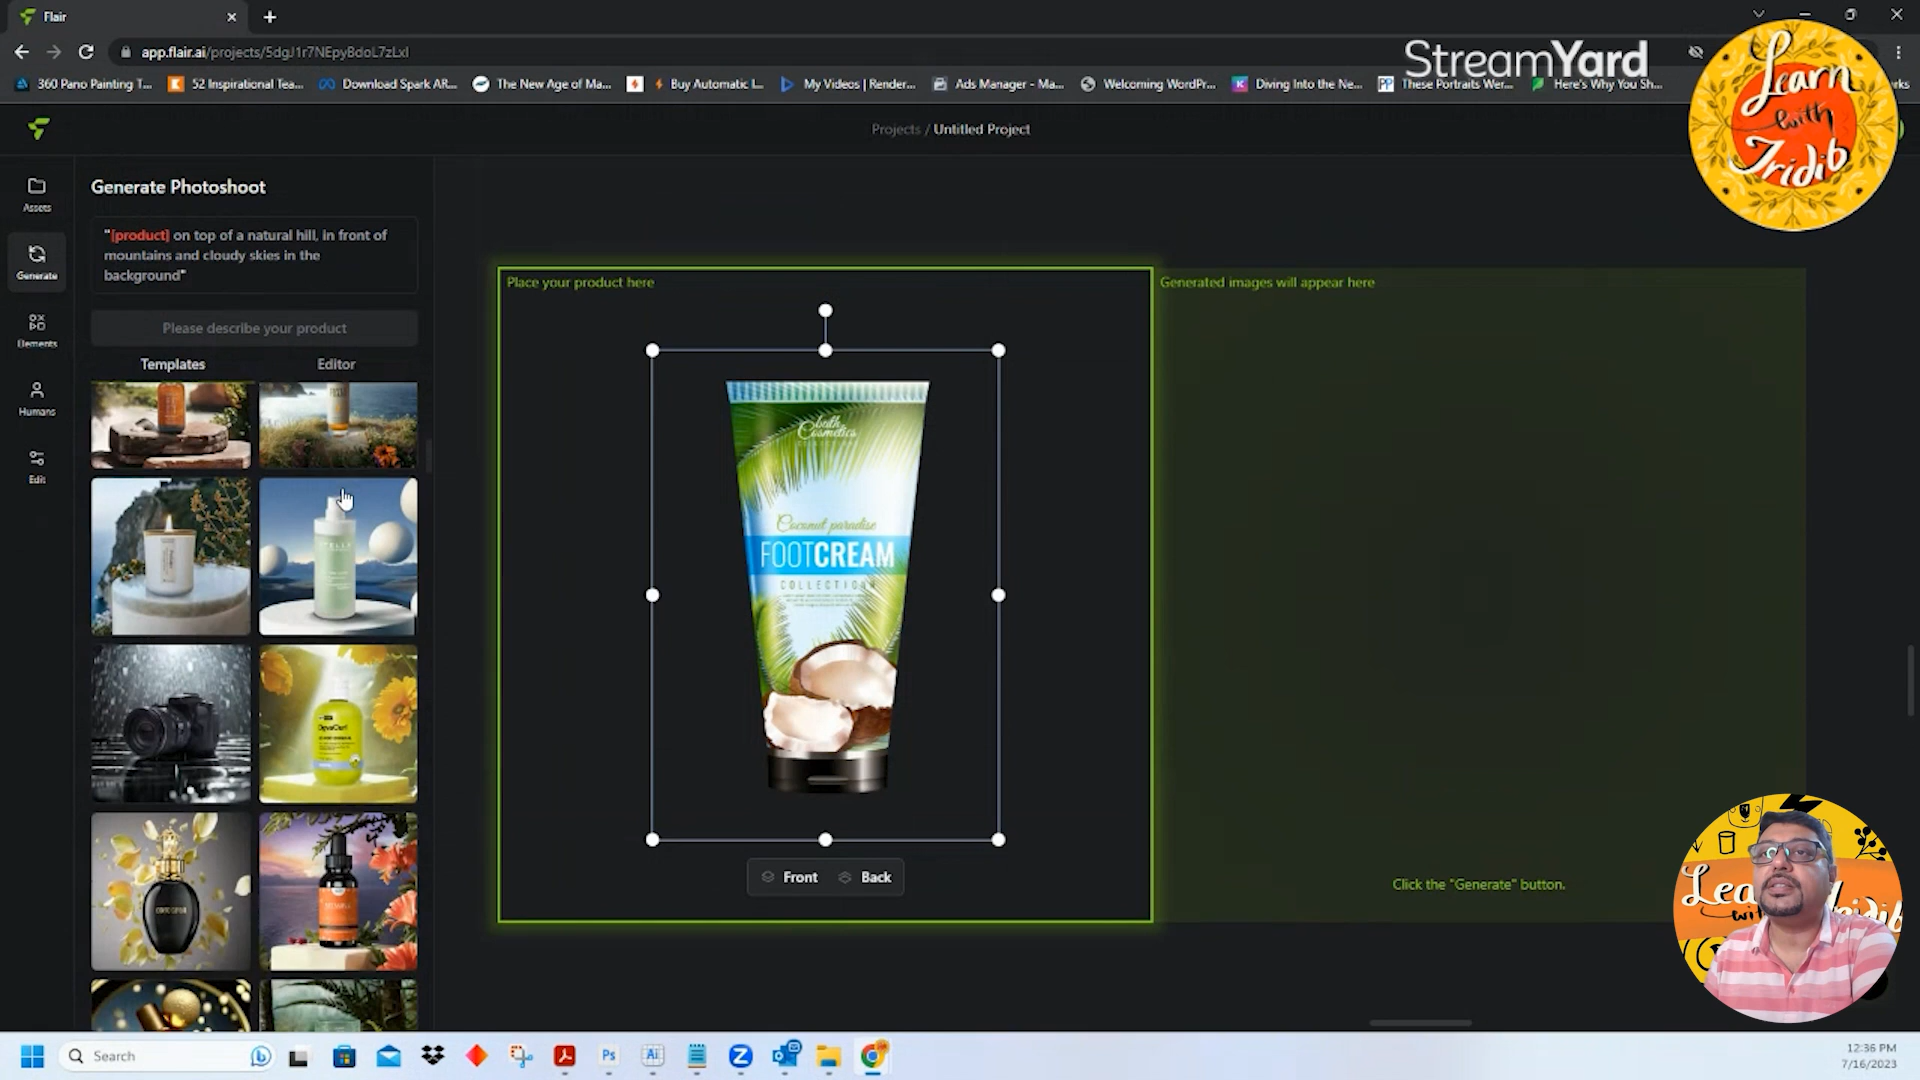 Flair
app.flair.ai/projects/5dgJ1r7NEpyBdoL7zLxl
StreamYard
360 Pano Painting T...
52 Inspirational Tea...
Download Spark AR...
The New Age of Ma...
Buy Automatic L...
My Videos | Render...
Ads Manager - Ma...
Welcoming WordPr...
Diving Into the Ne...
These Portraits Wer...
Here's Why You Sh...
Learn
with
Tridib
Projects / Untitled Project
Assets
Generate
Elements
Humans
Edit
Generate Photoshoot
"[product] on top of a natural hill, in front of
mountains and cloudy skies in the
background"
Please describe your product
Templates
Editor
Place your product here
Generated images will appear here
Cosmetics
Coconut paradise
FOOTCREAM
COLLECTION
Front
Back
Click the "Generate" button.
Search
Ps
Ai
12:36 PM
7/16/2023